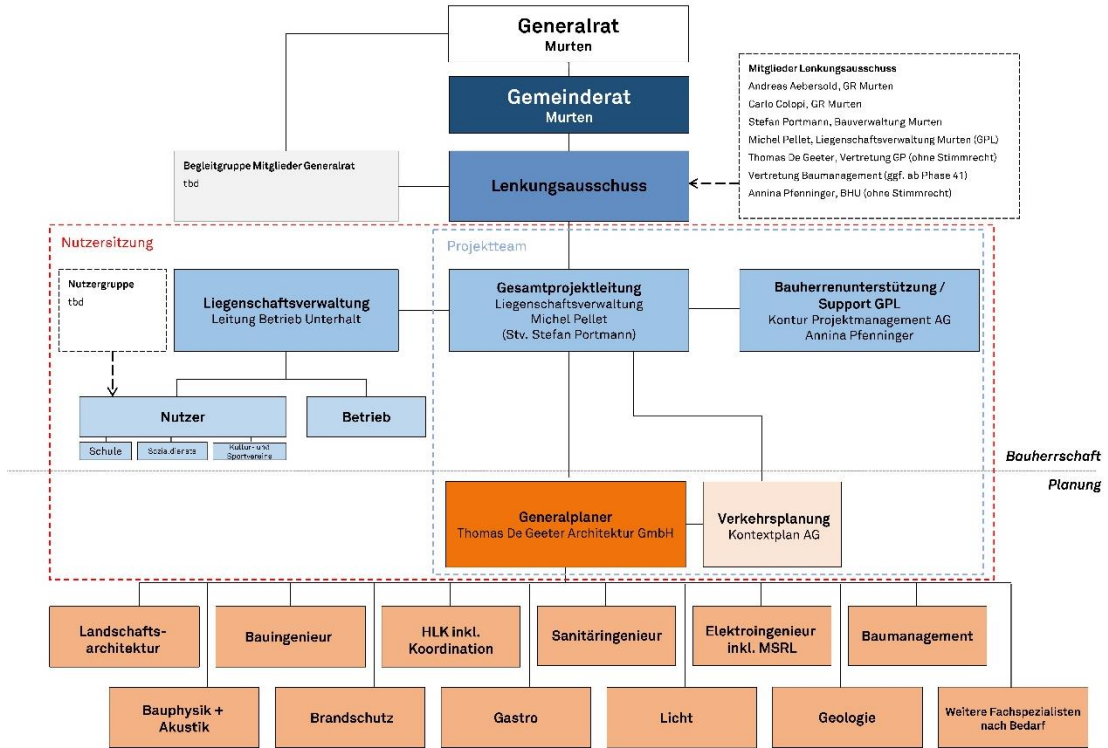 Generalrat
Murten
Mitglieder Lenkungsausschuss
Andreas Aebersold, GR Murten
Carlo Colopi, GR Murten
Stefan Portmann, Bauverwaltung Murten
Michel Pellet, Liegenschaftsverwaltung Murten (GPL)
Thomas De Geeter, Vertretung GP (ohne Stimmrecht)
Vertretung Baumanagement (ggf. ab Phase 41)
Annina Pfenninger, BHU (ohne Stimmrecht)
Gemeinderat
Murten
Begleitgruppe Mitglieder Generalrat
tbd
Lenkungsausschuss
Nutzersitzung
Projektteam
Nutzergruppe
tbd
Liegenschaftsverwaltung
Leitung Betrieb Unterhalt
Gesamtprojektleitung
Liegenschaftsverwaltung
Michel Pellet
(Stv. Stefan Portmann)
Bauherrenunterstützung /
Support GPL
Kontur Projektmanagement AG
Annina Pfenninger
Nutzer
Betrieb
Schule
Sozialdienste
Kultur- und
Sportvereine
Bauherrschaft
Planung
Generalplaner
Thomas De Geeter Architektur GmbH
Verkehrsplanung
Kontextplan AG
Landschafts-
architektur
Bauingenieur
HLK inkl.
Koordination
Sanitäringenieur
Elektroingenieur
inkl. MSRL
Baumanagement
Bauphysik +
Akustik
Brandschutz
Gastro
Licht
Geologie
Weitere Fachspezialisten
nach Bedarf